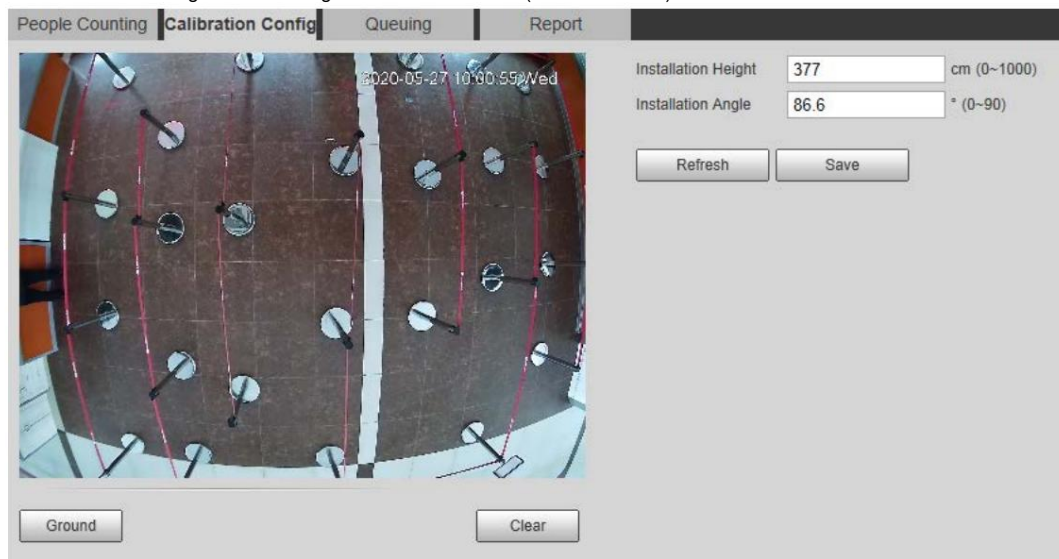 People Counting Calibration Config Queuing Report
2020-05-27 10:00:55 Wed
Installation Height 377 cm (0~1000)
Installation Angle 86.6 ° (0~90)
Refresh Save
Ground Clear